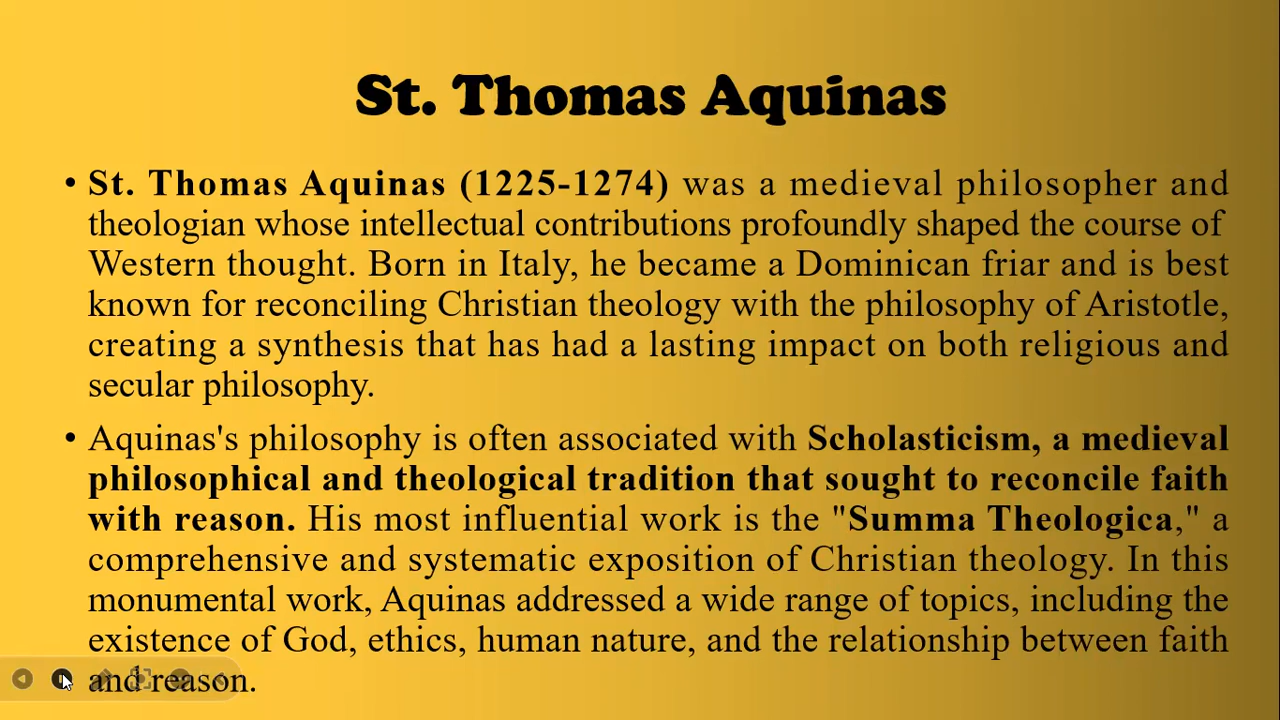 St. Thomas Aquinas
• St. Thomas Aquinas (1225-1274) was a medieval philosopher and
theologian whose intellectual contributions profoundly shaped the course of
Western thought. Born in Italy, he became a Dominican friar and is best
known for reconciling Christian theology with the philosophy of Aristotle,
creating a synthesis that has had a lasting impact on both religious and
secular philosophy.
• Aquinas's philosophy is often associated with Scholasticism, a medieval
philosophical and theological tradition that sought to reconcile faith
with reason. His most influential work is the "Summa Theologica," a
comprehensive and systematic exposition of Christian theology. In this
monumental work, Aquinas addressed a wide range of topics, including the
existence of God, ethics, human nature, and the relationship between faith
and reason.